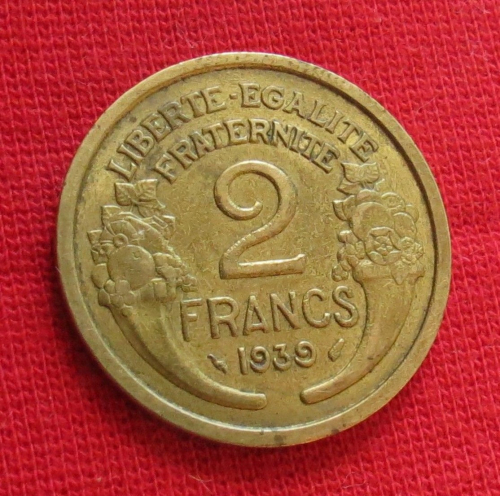 LIBERTE·EGALITE
FRATERNITE
2
FRANCS
1939